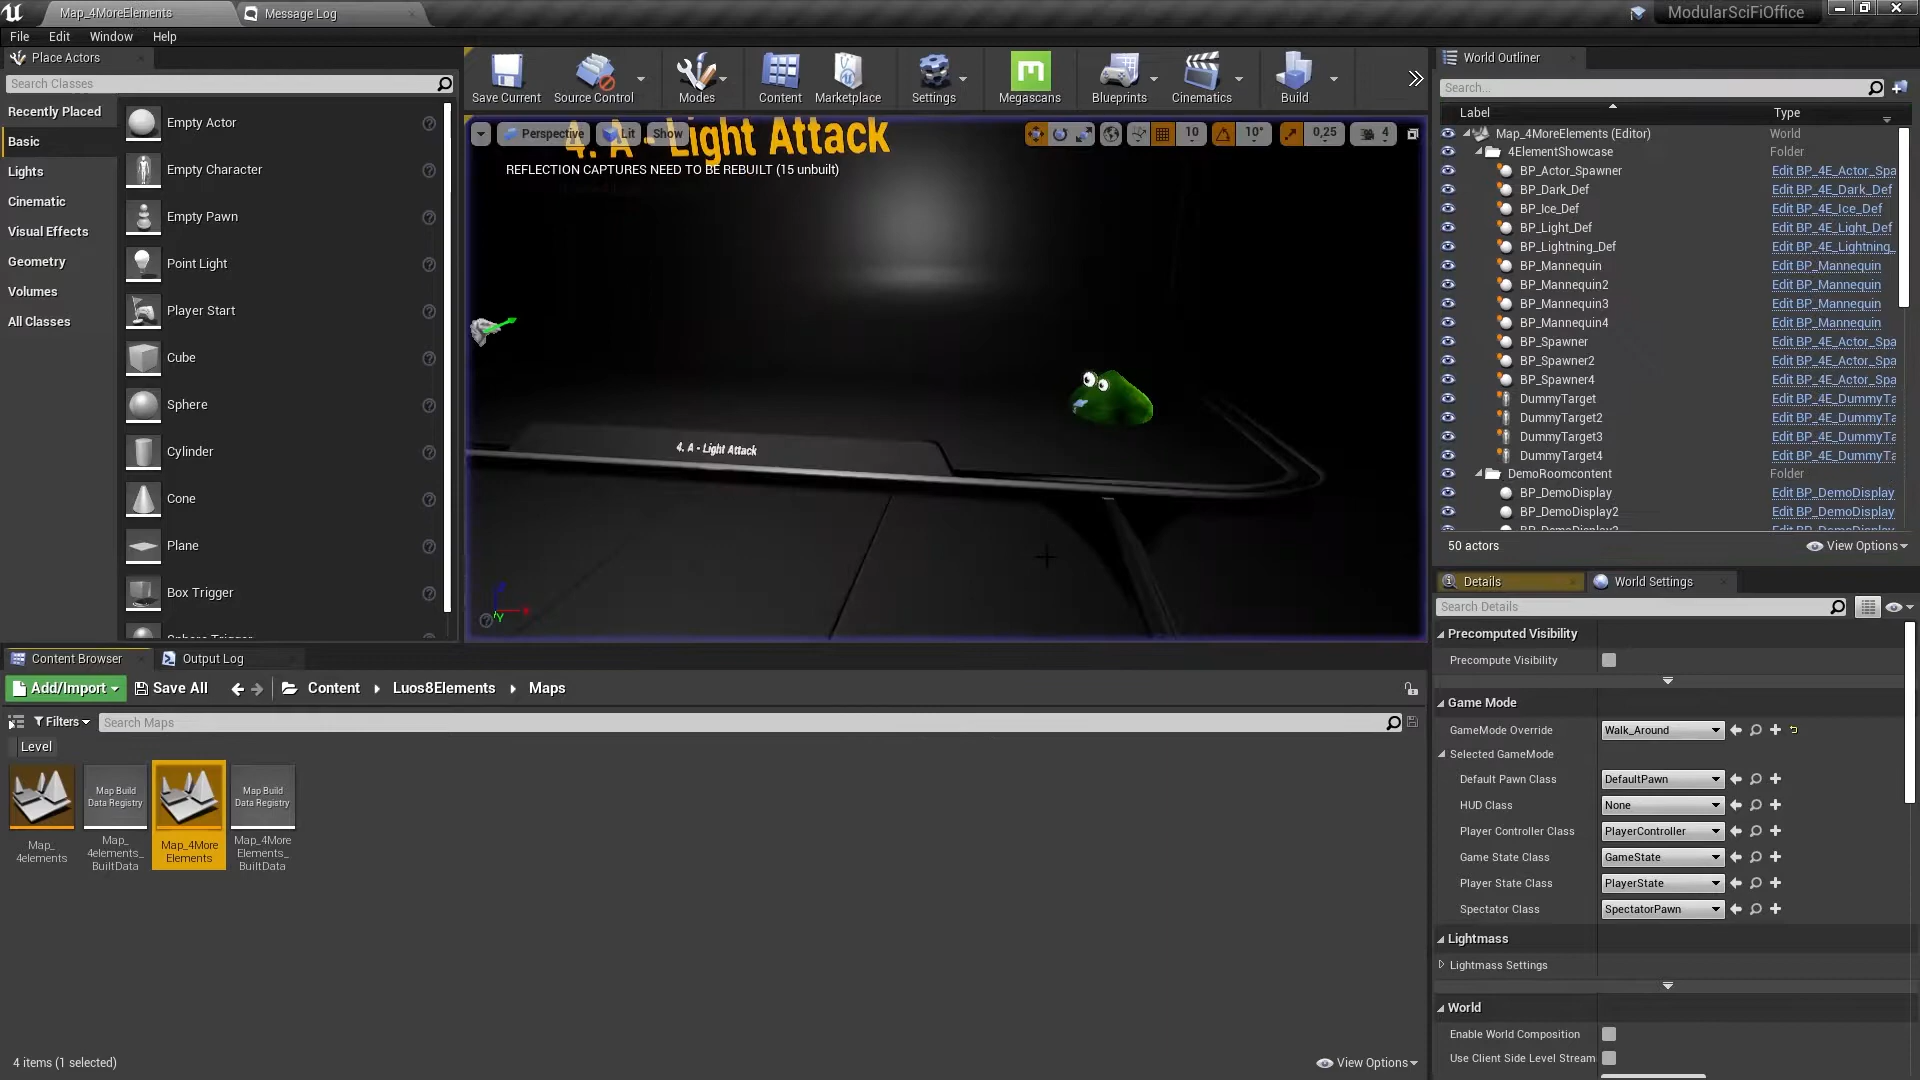 Map_4MoreElements
Message Log
ModularSciFiOffice
File
Edit
Window
Help
Place Actors
Search Classes
Recently Placed
Basic
Lights
Cinematic
Visual Effects
Geometry
Volumes
All Classes
Empty Actor
Empty Character
Empty Pawn
Point Light
Player Start
Cube
Sphere
Cylinder
Cone
Plane
Box Trigger
Sphere Trigger
Save Current
Source Control
Modes
Content
Marketplace
Settings
Megascans
Blueprints
Cinematics
Build
Perspective
Lit
Show
10
10°
0,25
4
4. A - Light Attack
REFLECTION CAPTURES NEED TO BE REBUILT (15 unbuilt)
4. A - Light Attack
Y
World Outliner
Search...
Label Type
Map_4MoreElements (Editor) World
4ElementShowcase Folder
BP_Actor_Spawner Edit BP_4E_Actor_Spa
BP_Dark_Def Edit BP_4E_Dark_Def
BP_Ice_Def Edit BP_4E_Ice_Def
BP_Light_Def Edit BP_4E_Light_Def
BP_Lightning_Def Edit BP_4E_Lightning_
BP_Mannequin Edit BP_Mannequin
BP_Mannequin2 Edit BP_Mannequin
BP_Mannequin3 Edit BP_Mannequin
BP_Mannequin4 Edit BP_Mannequin
BP_Spawner Edit BP_4E_Actor_Spa
BP_Spawner2 Edit BP_4E_Actor_Spa
BP_Spawner4 Edit BP_4E_Actor_Spa
DummyTarget Edit BP_4E_DummyTa
DummyTarget2 Edit BP_4E_DummyTa
DummyTarget3 Edit BP_4E_DummyTa
DummyTarget4 Edit BP_4E_DummyTa
DemoRoomcontent Folder
BP_DemoDisplay Edit BP_DemoDisplay
BP_DemoDisplay2 Edit BP_DemoDisplay
BP_DemoDisplay3 Edit BP_DemoDisplay
50 actors
View Options
Details
World Settings
Search Details
Precomputed Visibility
Precompute Visibility
Game Mode
GameMode Override Walk_Around
Selected GameMode
Default Pawn Class DefaultPawn
HUD Class None
Player Controller Class PlayerController
Game State Class GameState
Player State Class PlayerState
Spectator Class SpectatorPawn
Lightmass
Lightmass Settings
World
Enable World Composition
Use Client Side Level Stream
Content Browser
Output Log
Add/Import
Save All
Content
Luos8Elements
Maps
Filters
Search Maps
Level
Map_
4elements
Map Build
Data Registry
Map_
4elements_
BuiltData
Map_4More
Elements
Map Build
Data Registry
Map_4More
Elements_
BuiltData
4 items (1 selected)
View Options